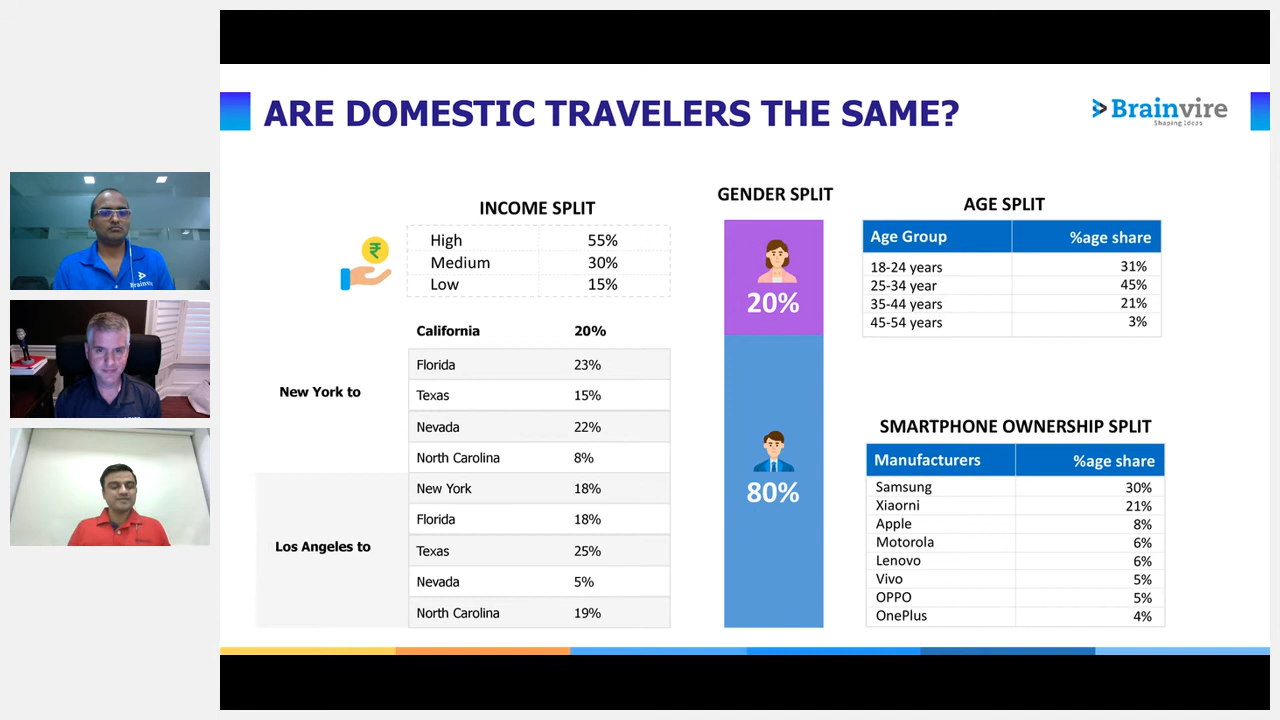 ARE DOMESTIC TRAVELERS THE SAME?
Brainvire
Shaping Ideas
INCOME SPLIT
₹
High 55%
Medium 30%
Low 15%
California 20%
New York to
Florida 23%
Texas 15%
Nevada 22%
North Carolina 8%
Los Angeles to
New York 18%
Florida 18%
Texas 25%
Nevada 5%
North Carolina 19%
GENDER SPLIT
20%
80%
AGE SPLIT
Age Group %age share
18-24 years 31%
25-34 year 45%
35-44 years 21%
45-54 years 3%
SMARTPHONE OWNERSHIP SPLIT
Manufacturers %age share
Samsung 30%
Xiaorni 21%
Apple 8%
Motorola 6%
Lenovo 6%
Vivo 5%
OPPO 5%
OnePlus 4%